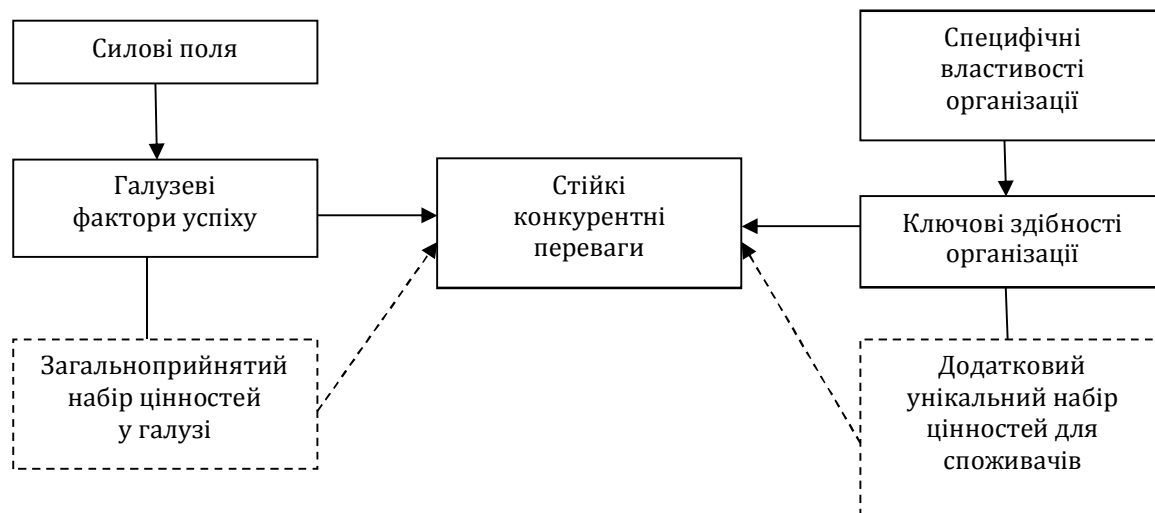 Силові поля
Специфічні
властивості
організації
Галузеві
фактори успіху
Стійкі
конкурентні
переваги
Ключові здібності
організації
Загальноприйнятий
набір цінностей
у галузі
Додатковий
унікальний набір
цінностей для
споживачів